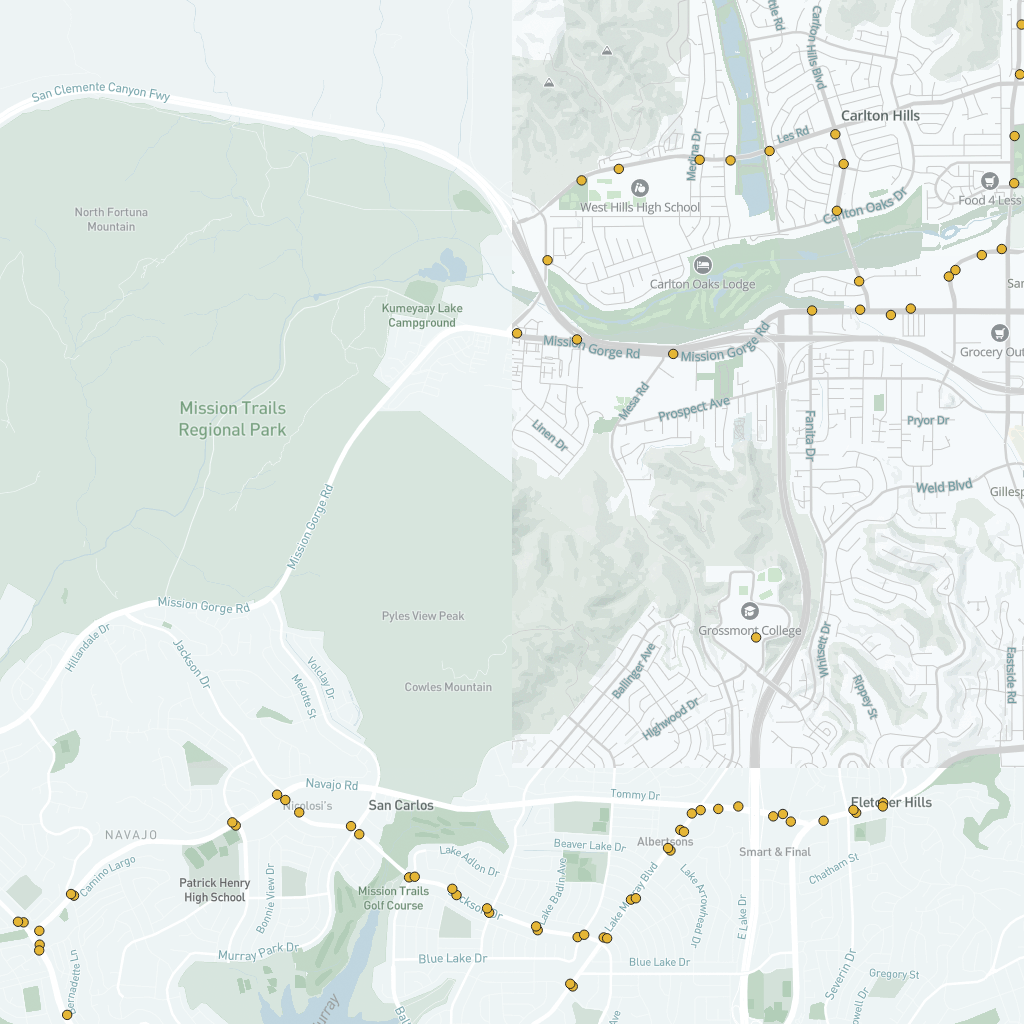 San Clemente Canyon Fwy
North Fortuna
Mountain
Kumeyaay Lake
Campground
Mission Trails
Regional Park
Mission Gorge Rd
Mission Gorge Rd
Hillandale Dr
Jackson Dr
Volclay Dr
Melotte St
Pyles View Peak
Cowles Mountain
Navajo Rd
Nicolosi's
San Carlos
NAVAJO
Camino Largo
Patrick Henry
High School
Bonnie View Dr
Murray Park Dr
Bernadette Ln
Mission Trails
Golf Course
Lake Adlon Dr
Lake Badin Ave
Beaver Lake Dr
Blue Lake Dr
Blue Lake Dr
Tommy Dr
Albertsons
Lake Murray Blvd
Lake Arrowhead Dr
E Lake Dr
Smart & Final
Fletcher Hills
Chatham St
Severin Dr
Gregory St
Carlton Hills Blvd
Carlton Hills
Les Rd
Medina Dr
West Hills High School
Carlton Oaks Dr
Food 4 Less
Carlton Oaks Lodge
Mission Gorge Rd
Mission Gorge Rd
Grocery Out
Mesa Rd
Prospect Ave
Linen Dr
Fanita Dr
Pryor Dr
Weld Blvd
Gillesp
Grossmont College
Ballinger Ave
Highwood Dr
Whitsett Dr
Rippey St
Eastside Rd